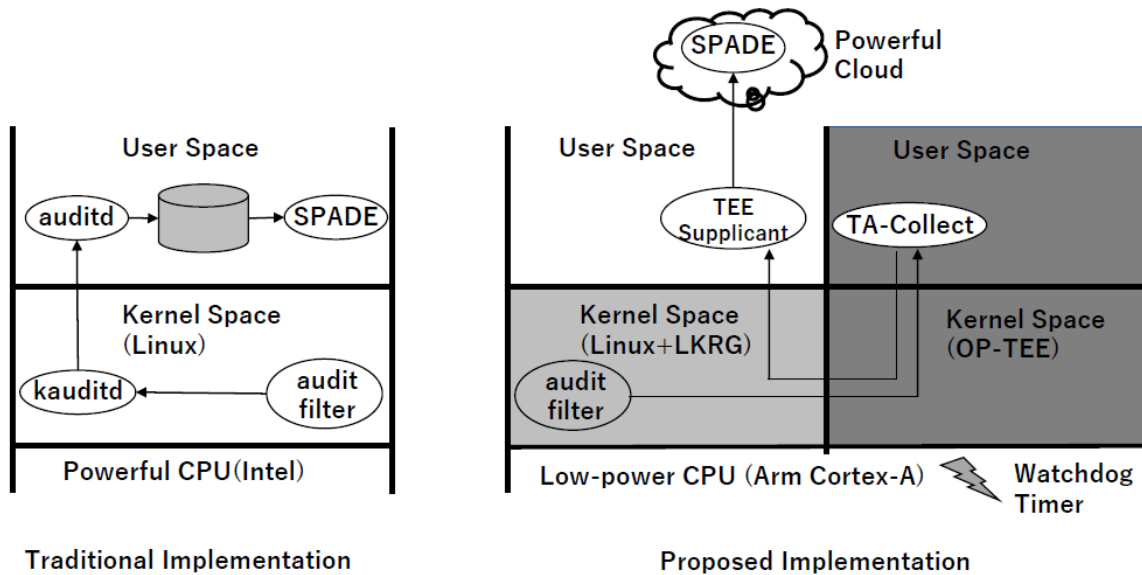 User Space
auditd
SPADE
Kernel Space
(Linux)
kauditd
audit
filter
Powerful CPU(Intel)
Traditional Implementation
SPADE
Powerful
Cloud
User Space
User Space
TEE
Supplicant
TA-Collect
Kernel Space
(Linux+LKRG)
Kernel Space
(OP-TEE)
audit
filter
Low-power CPU (Arm Cortex-A)
Watchdog
Timer
Proposed Implementation